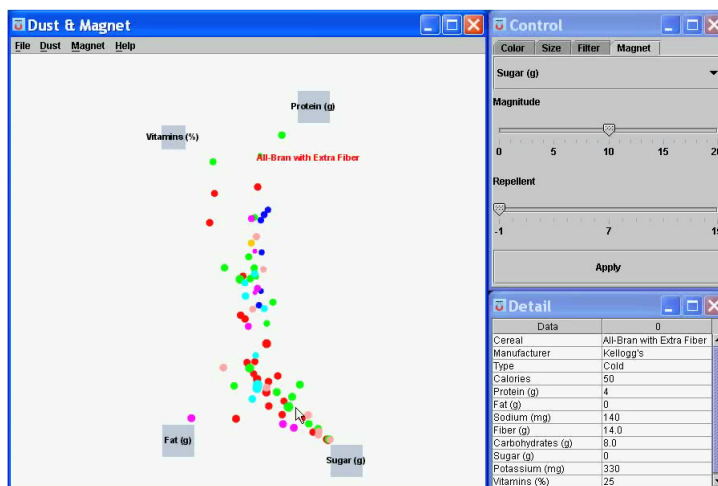 Dust & Magnet
File Dust Magnet Help
Protein (g)
Vitamins (%)
All-Bran with Extra Fiber
Fat (g)
Sugar (g)
Control
Color Size Filter Magnet
Sugar (g)
Magnitude
0 5 10 15 20
Repellent
-1 7 15
Apply
Detail
Data 0
Cereal All-Bran with Extra Fiber
Manufacturer Kellogg's
Type Cold
Calories 50
Protein (g) 4
Fat (g) 0
Sodium (mg) 140
Fiber (g) 14.0
Carbohydrates (g) 8.0
Sugar (g) 0
Potassium (mg) 330
Vitamins (%) 25